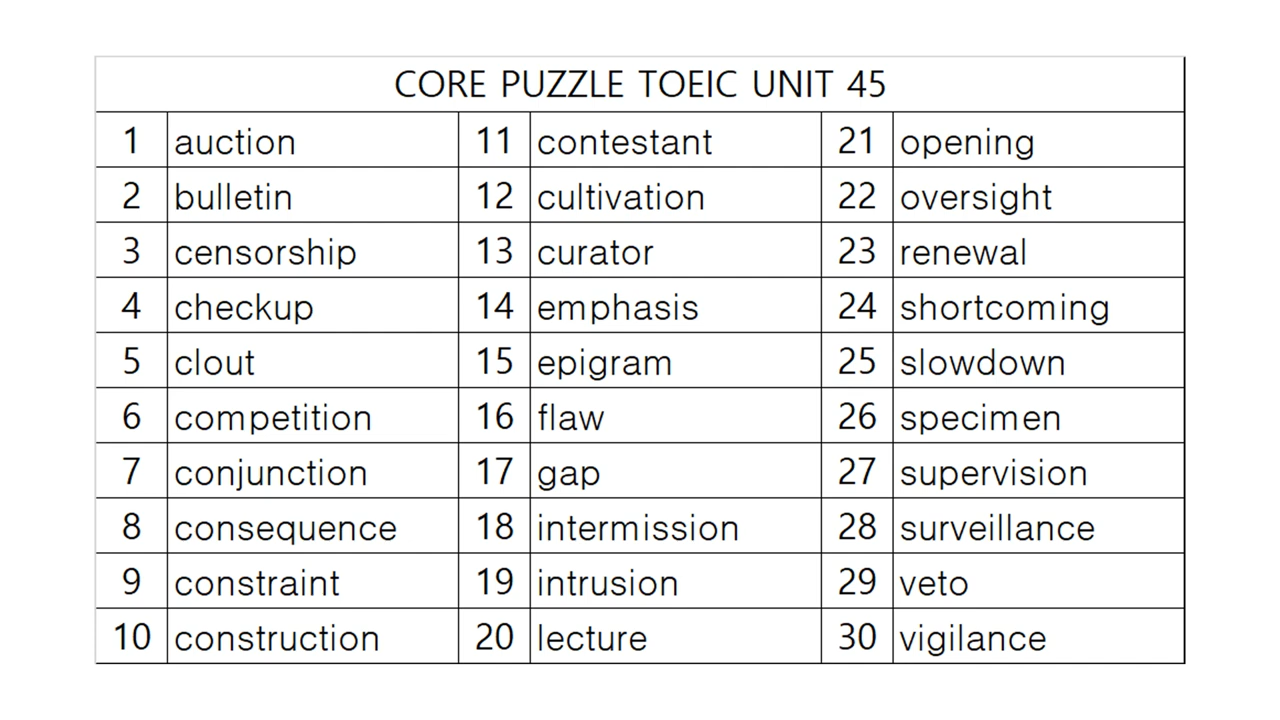 CORE PUZZLE TOEIC UNIT 45
1 auction 11 contestant 21 opening
2 bulletin 12 cultivation 22 oversight
3 censorship 13 curator 23 renewal
4 checkup 14 emphasis 24 shortcoming
5 clout 15 epigram 25 slowdown
6 competition 16 flaw 26 specimen
7 conjunction 17 gap 27 supervision
8 consequence 18 intermission 28 surveillance
9 constraint 19 intrusion 29 veto
10 construction 20 lecture 30 vigilance